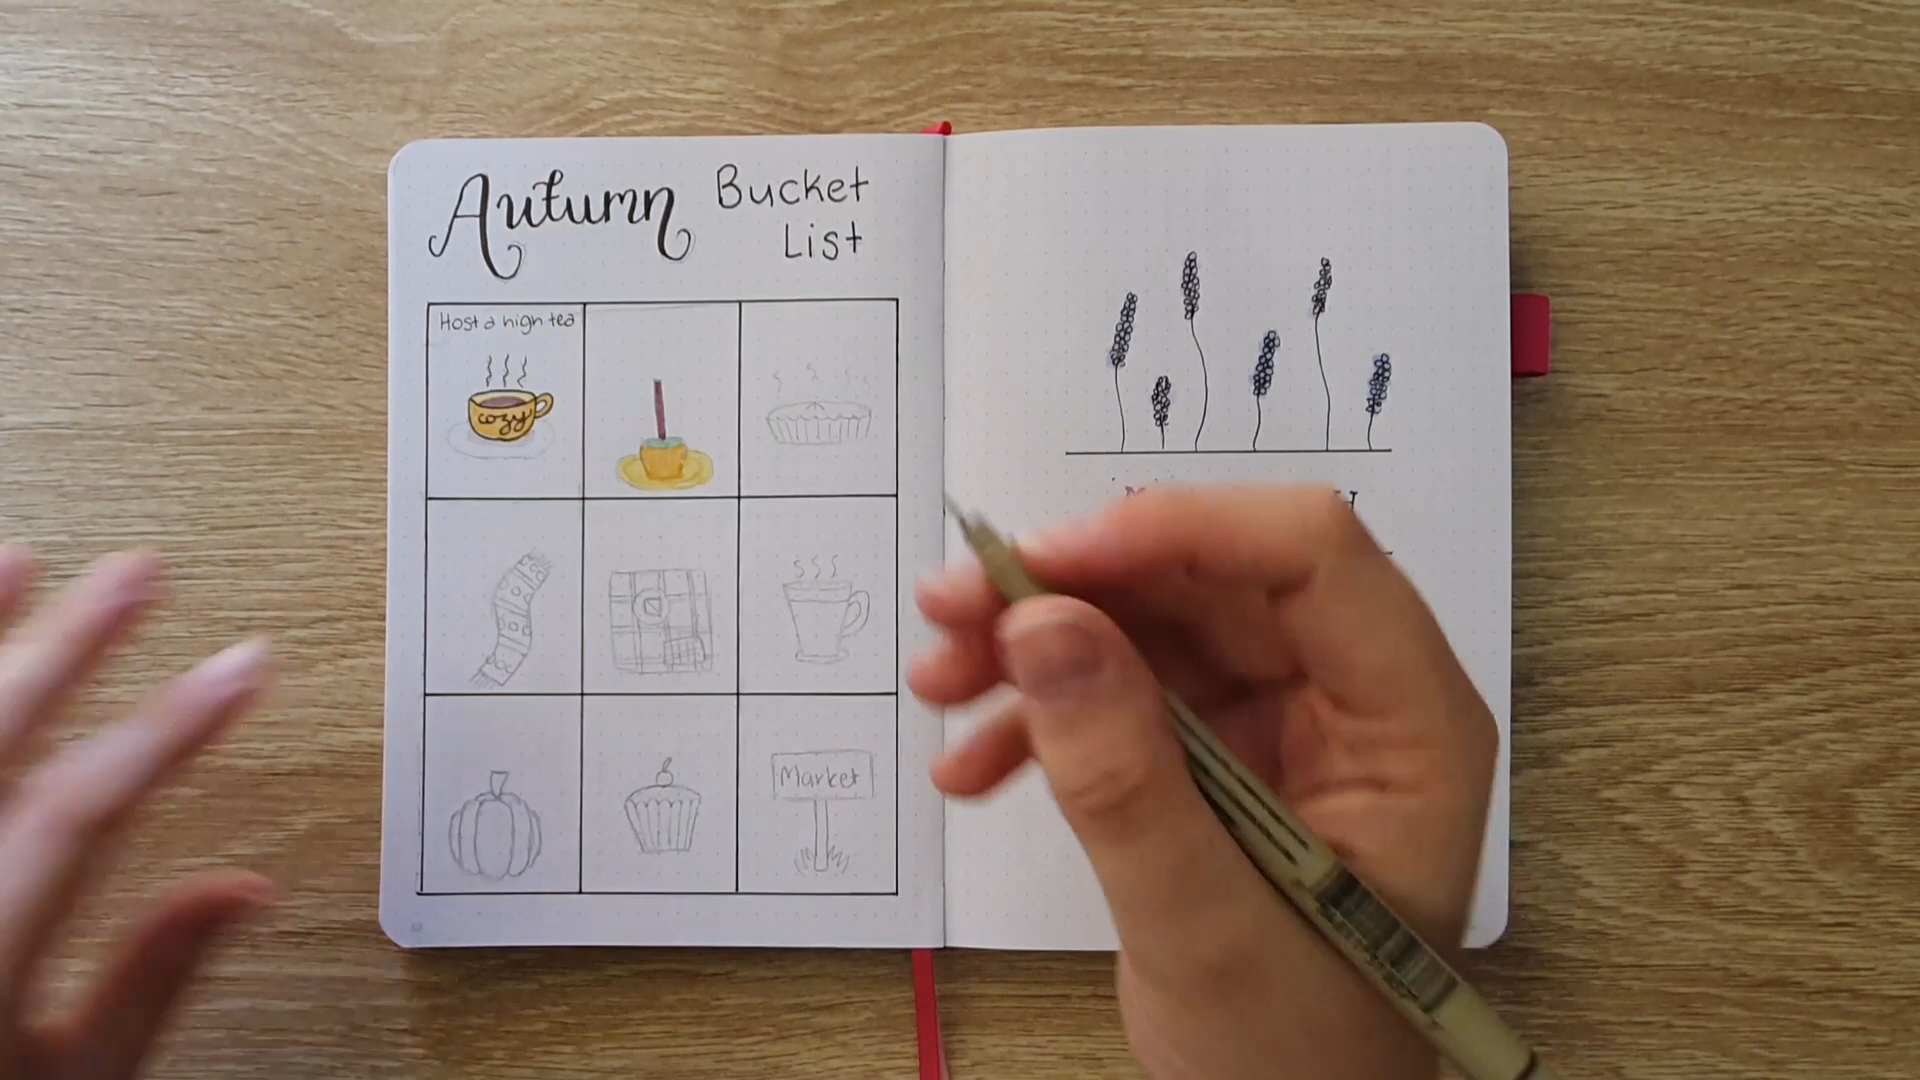 Autumn Bucket
List
Host a high tea
cozy
Market